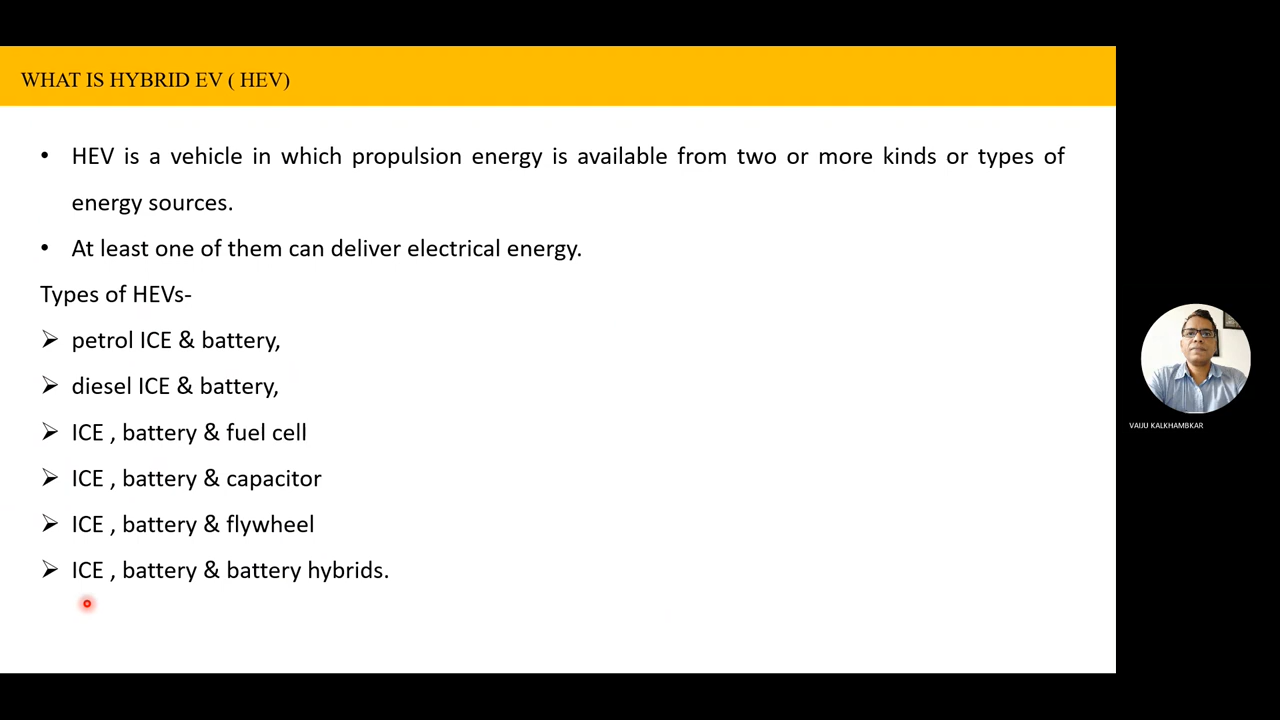 WHAT IS HYBRID EV ( HEV)
• HEV is a vehicle in which propulsion energy is available from two or more kinds or types of
energy sources.
• At least one of them can deliver electrical energy.
Types of HEVs-
➢ petrol ICE & battery,
➢ diesel ICE & battery,
➢ ICE , battery & fuel cell
➢ ICE , battery & capacitor
➢ ICE , battery & flywheel
➢ ICE , battery & battery hybrids.
VAIJU KALKHAMBKAR